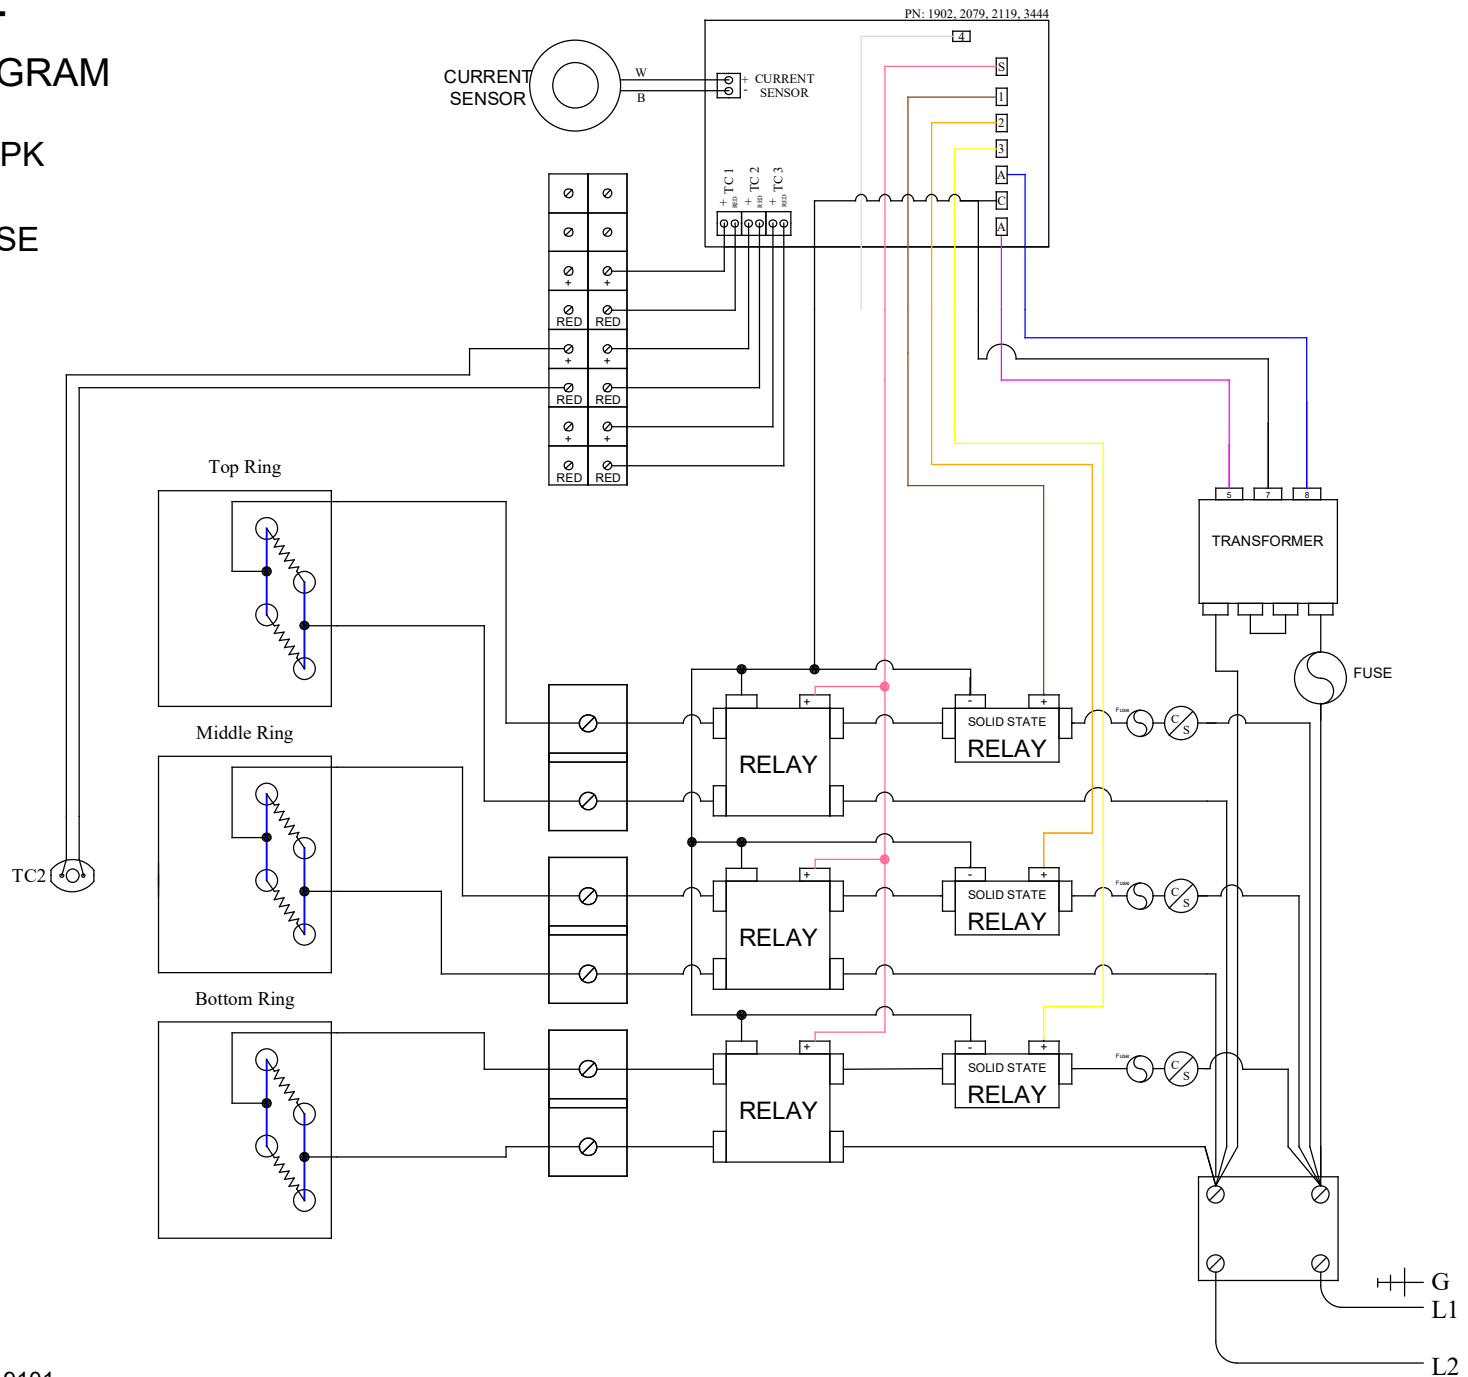 GRAM
PK
SE
PN: 1902, 2079, 2119, 3444
4
S
1
2
3
A
C
A
CURRENT
SENSOR
W
B
+ CURRENT
- SENSOR
+ TC 1
RED
+ TC 2
RED
+ TC 3
RED
+ +
RED RED
+ +
RED RED
+ +
RED RED
Top Ring
5 7 8
TRANSFORMER
FUSE
Middle Ring
+
RELAY
- +
SOLID STATE
RELAY
Fuse
C/S
TC2
+
RELAY
- +
SOLID STATE
RELAY
Fuse
C/S
Bottom Ring
+
RELAY
- +
SOLID STATE
RELAY
Fuse
C/S
G
L1
L2